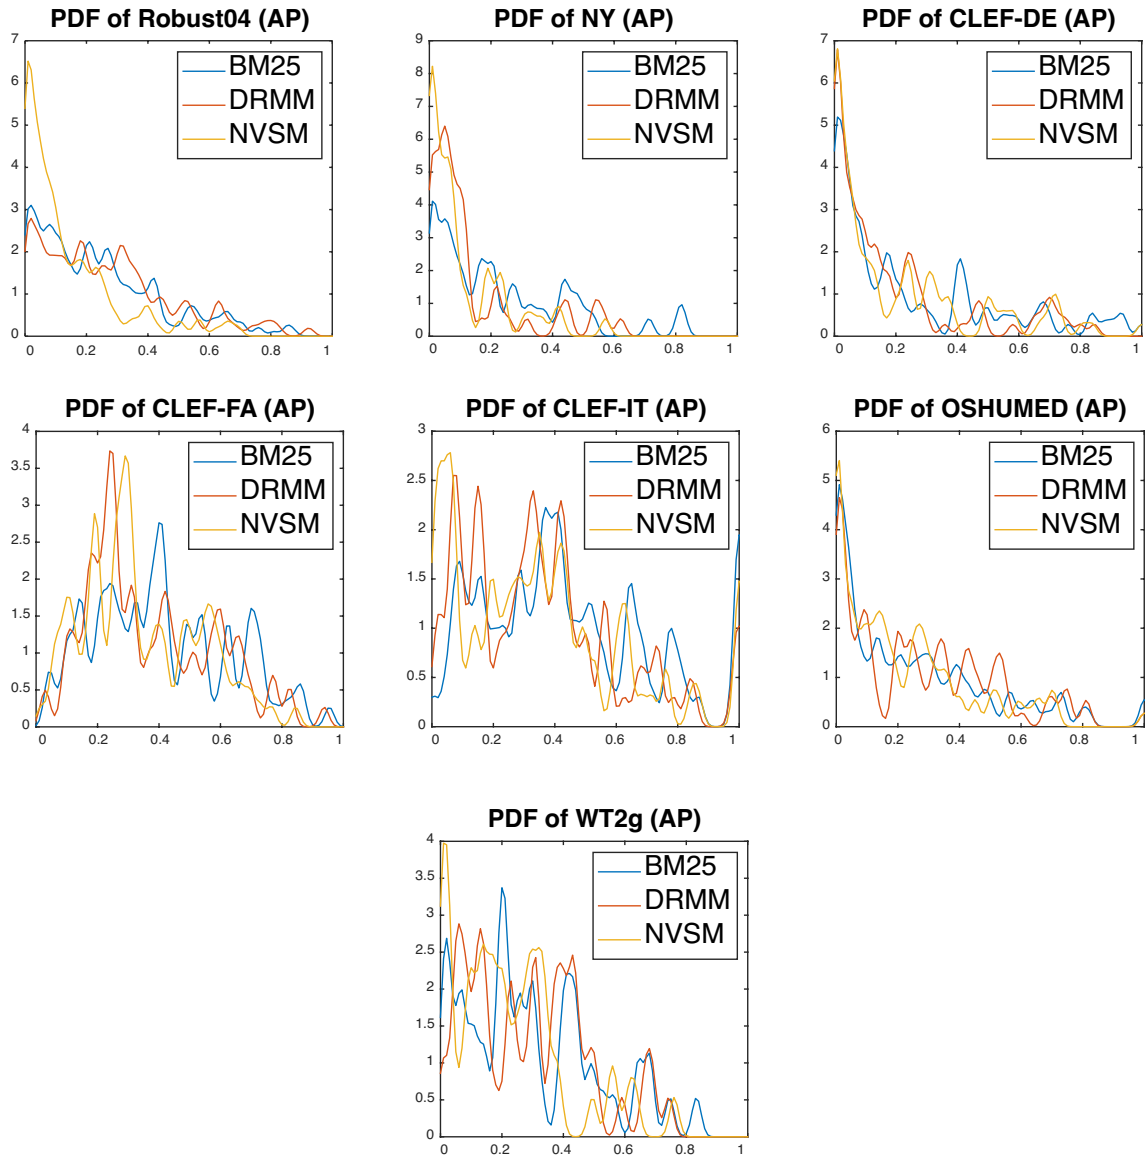 PDF of Robust04 (AP)
7
6
5
4
3
2
1
0
0 0.2 0.4 0.6 0.8 1
BM25
DRMM
NVSM
PDF of NY (AP)
9
8
7
6
5
4
3
2
1
0
0 0.2 0.4 0.6 0.8 1
BM25
DRMM
NVSM
PDF of CLEF-DE (AP)
7
6
5
4
3
2
1
0
0 0.2 0.4 0.6 0.8 1
BM25
DRMM
NVSM
PDF of CLEF-FA (AP)
4
3.5
3
2.5
2
1.5
1
0.5
0
0 0.2 0.4 0.6 0.8 1
BM25
DRMM
NVSM
PDF of CLEF-IT (AP)
3
2.5
2
1.5
1
0.5
0
0 0.2 0.4 0.6 0.8 1
BM25
DRMM
NVSM
PDF of OSHUMED (AP)
6
5
4
3
2
1
0
0 0.2 0.4 0.6 0.8 1
BM25
DRMM
NVSM
PDF of WT2g (AP)
4
3.5
3
2.5
2
1.5
1
0.5
0
0 0.2 0.4 0.6 0.8 1
BM25
DRMM
NVSM